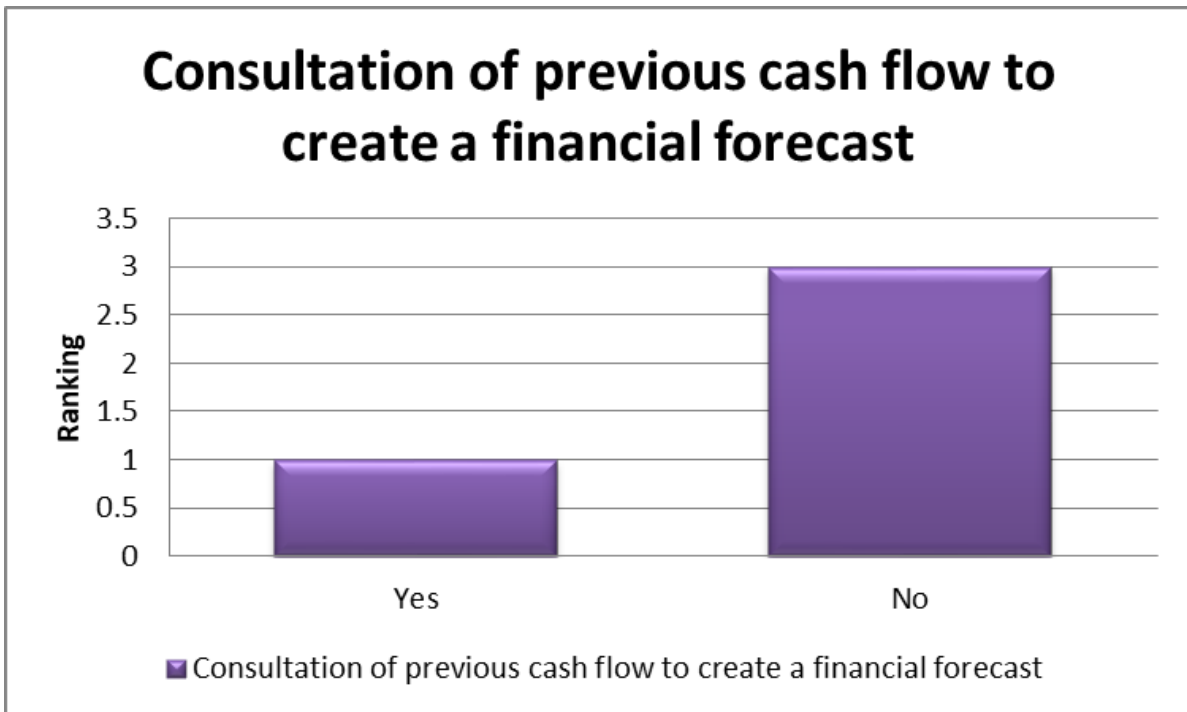 Consultation of previous cash flow to
create a financial forecast
3.5
3
2.5
2
1.5
1
0.5
0
Ranking
Yes
No
Consultation of previous cash flow to create a financial forecast